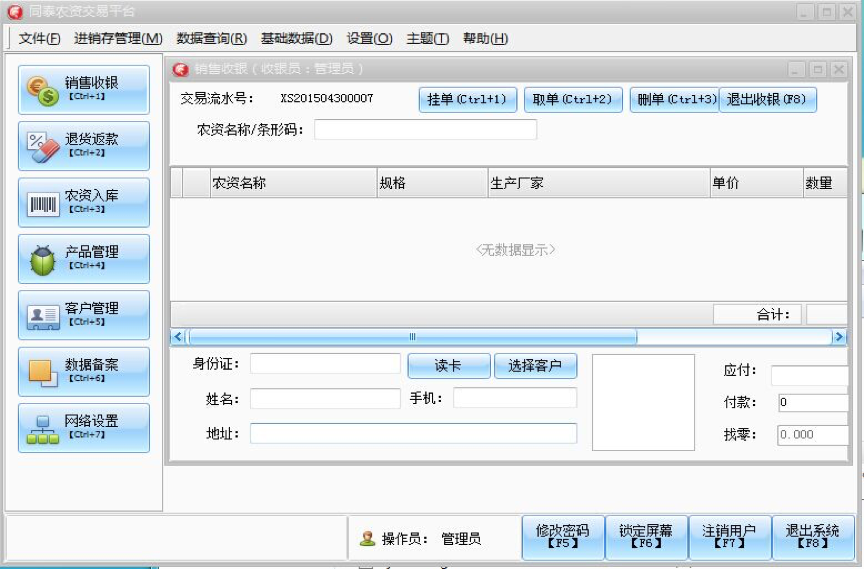 同泰农资交易平台
文件(F) 进销存管理(M) 数据查询(R) 基础数据(D) 设置(O) 主题(T) 帮助(H)
销售收银
【Ctrl+1】
退货返款
【Ctrl+2】
农资入库
【Ctrl+3】
产品管理
【Ctrl+4】
客户管理
【Ctrl+5】
数据备案
【Ctrl+6】
网络设置
【Ctrl+7】
销售收银（收银员：管理员）
交易流水号： XS201504300007 挂单(Ctrl+1) 取单(Ctrl+2) 删单(Ctrl+3) 退出收银(F8)
农资名称/条形码：
农资名称 规格 生产厂家 单价 数量
<无数据显示>
合计：
身份证： 读卡 选择客户 应付：
姓名： 手机： 付款： 0
地址： 找零： 0.000
操作员： 管理员
修改密码
【F5】
锁定屏幕
【F6】
注销用户
【F7】
退出系统
【F8】